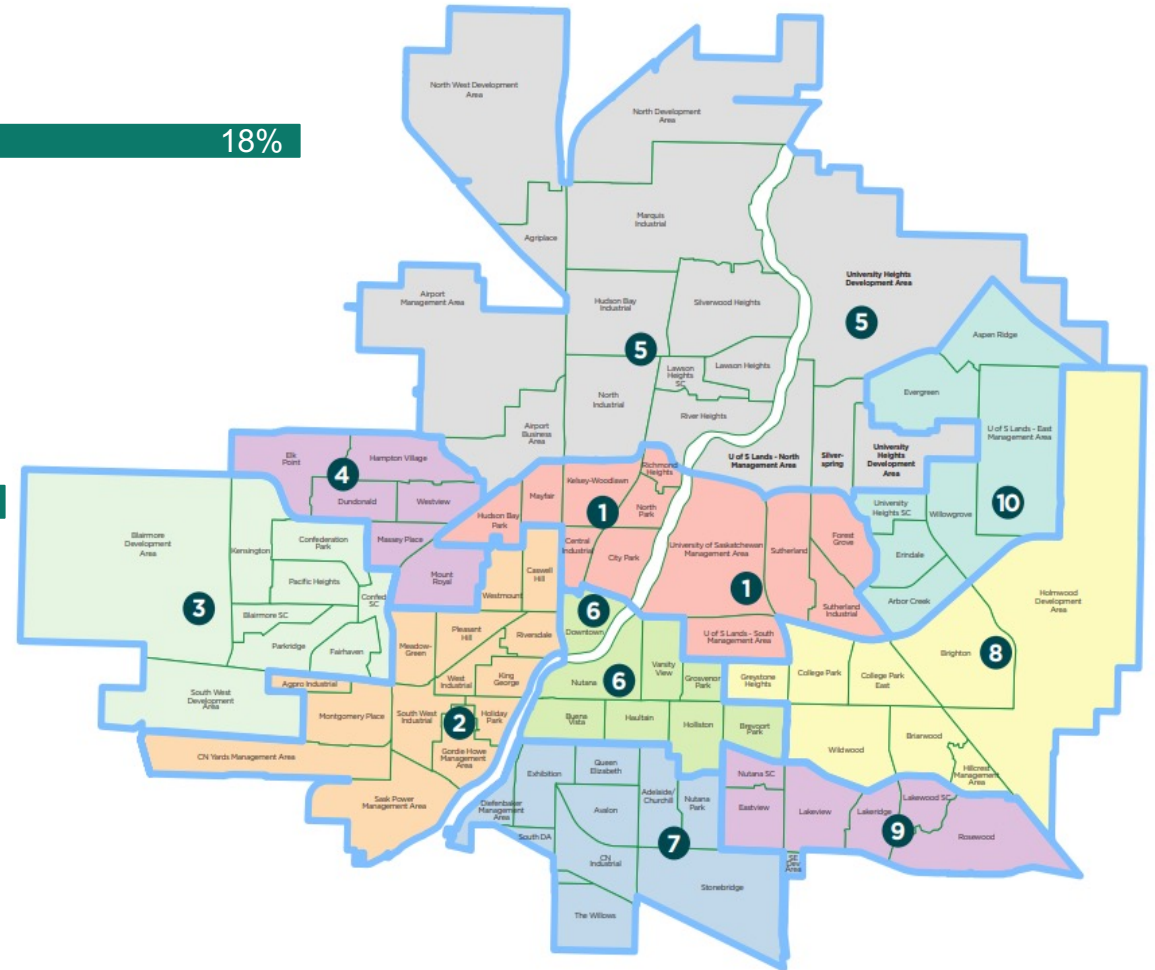 18%
North West Development
Area
North Development
Area
Marquis
Industrial
Agriplace
University Heights
Development Area
5
Airport
Management Area
Hudson Bay
Industrial
Silverwood Heights
5
Aspen Ridge
Lawson
Heights
SC
Lawson Heights
Evergreen
North
Industrial
River Heights
Airport
Business
Area
U of S Lands - East
Management Area
U of S Lands - North
Management Area
Silver-
spring
University
Heights
Development
Area
Elk
Point
4
Hampton Village
Dundonald
Westview
Massey Place
Mount
Royal
Richmond
Heights
Kelsey-Woodlawn
Mayfair
Hudson Bay
Park
1
North
Park
Central
Industrial
City Park
University of Saskatchewan
Management Area
Sutherland
Forest
Grove
1
Sutherland
Industrial
U of S Lands - South
Management Area
University
Heights SC
Willowgrove
10
Erindale
Arbor Creek
Blairmore
Development
Area
Kensington
Confederation
Park
Pacific Heights
Confed
SC
3
Blairmore SC
Parkridge
Fairhaven
South West
Development
Area
Caswell
Hill
Westmount
Pleasant
Hill
Riversdale
Meadow-
Green
West
Industrial
King
George
Agpro Industrial
Montgomery Place
South West
Industrial
2
Holiday
Park
Gordie Howe
Management
Area
CN Yards Management Area
Sask Power
Management Area
6
Downtown
Nutana
6
Varsity
View
Grosvenor
Park
Buena
Vista
Haultain
Holliston
Brevoort
Park
Greystone
Heights
College Park
College Park
East
Brighton
8
Holmwood
Development
Area
Wildwood
Briarwood
Hillcrest
Management
Area
Diefenbaker
Management
Area
Exhibition
Queen
Elizabeth
Adelaide/
Churchill
Nutana
Park
Avalon
South DA
CN
Industrial
7
Stonebridge
The Willows
Nutana SC
Eastview
Lakeview
Lakeridge
Lakewood SC
9
Rosewood
SE
Dev
Area